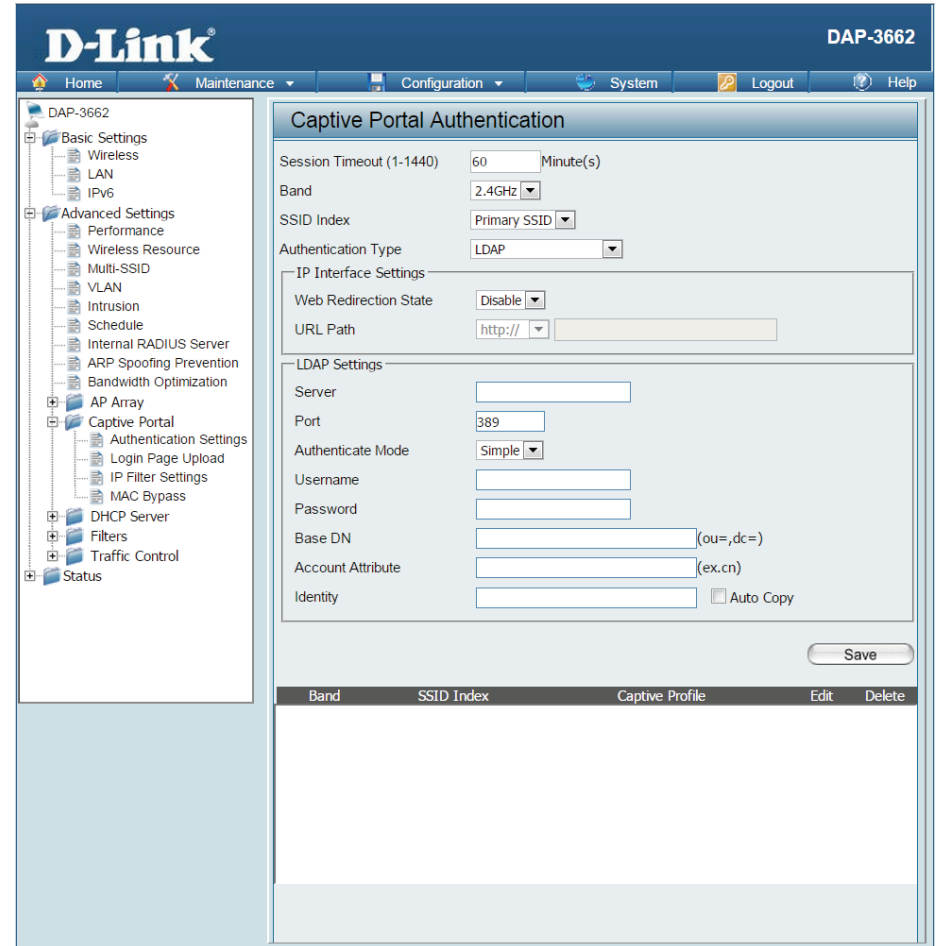 D-Link®
DAP-3662
Home Maintenance Configuration System Logout Help
DAP-3662
Basic Settings
Wireless
LAN
IPv6
Advanced Settings
Performance
Wireless Resource
Multi-SSID
VLAN
Intrusion
Schedule
Internal RADIUS Server
ARP Spoofing Prevention
Bandwidth Optimization
AP Array
Captive Portal
Authentication Settings
Login Page Upload
IP Filter Settings
MAC Bypass
DHCP Server
Filters
Traffic Control
Status
Captive Portal Authentication
Session Timeout (1-1440) 60 Minute(s)
Band 2.4GHz
SSID Index Primary SSID
Authentication Type LDAP
IP Interface Settings
Web Redirection State Disable
URL Path http://
LDAP Settings
Server
Port 389
Authenticate Mode Simple
Username
Password
Base DN (ou=,dc=)
Account Attribute (ex.cn)
Identity Auto Copy
Save
Band SSID Index Captive Profile Edit Delete